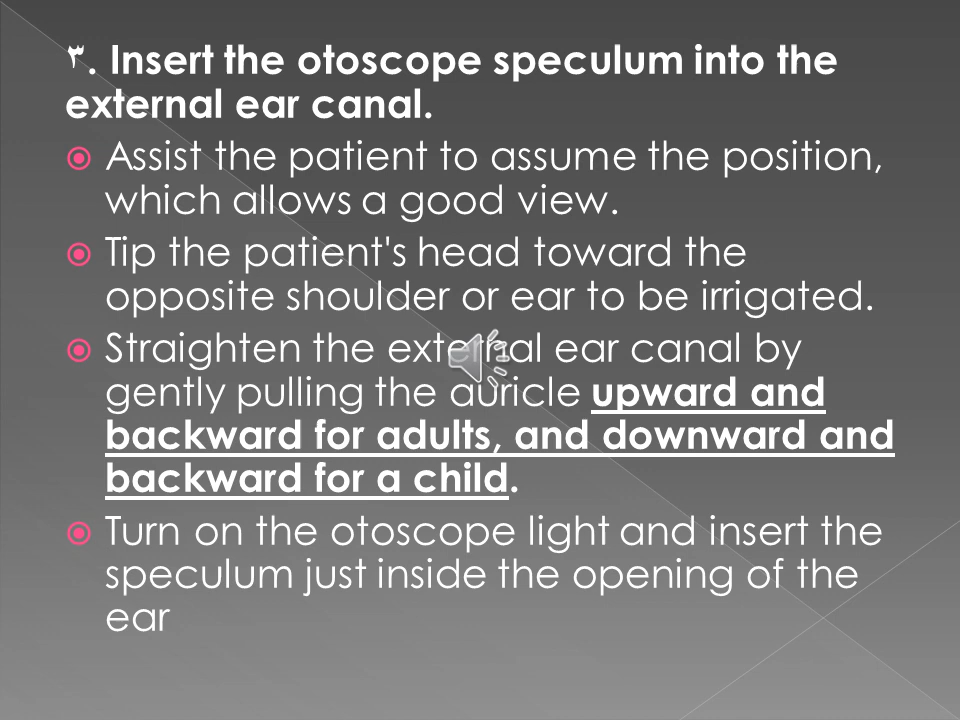 ٣. Insert the otoscope speculum into the
external ear canal.
Assist the patient to assume the position,
which allows a good view.
Tip the patient's head toward the
opposite shoulder or ear to be irrigated.
Straighten the external ear canal by
gently pulling the auricle upward and
backward for adults, and downward and
backward for a child.
Turn on the otoscope light and insert the
speculum just inside the opening of the
ear